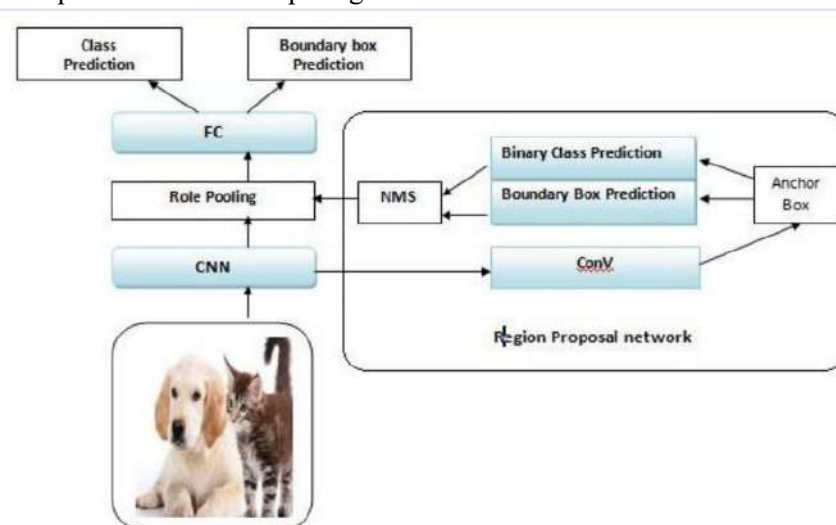 Class
Prediction
Boundary box
Prediction
FC
Binary Class Prediction
Anchor
Box
Role Pooling
NMS
Boundary Box Prediction
CNN
ConV
Region Proposal network